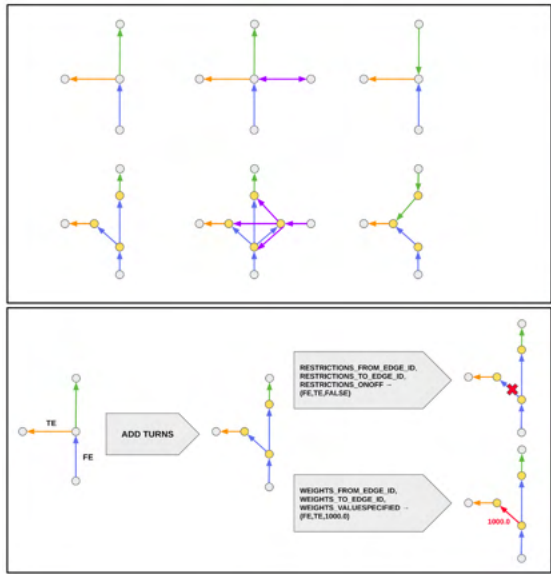 TE
FE
ADD TURNS
RESTRICTIONS_FROM_EDGE_ID,
RESTRICTIONS_TO_EDGE_ID,
RESTRICTIONS_ONOFF →
(FE,TE,FALSE)
WEIGHTS_FROM_EDGE_ID,
WEIGHTS_TO_EDGE_ID,
WEIGHTS_VALUESPECIFIED →
(FE,TE,1000.0)
1000.0